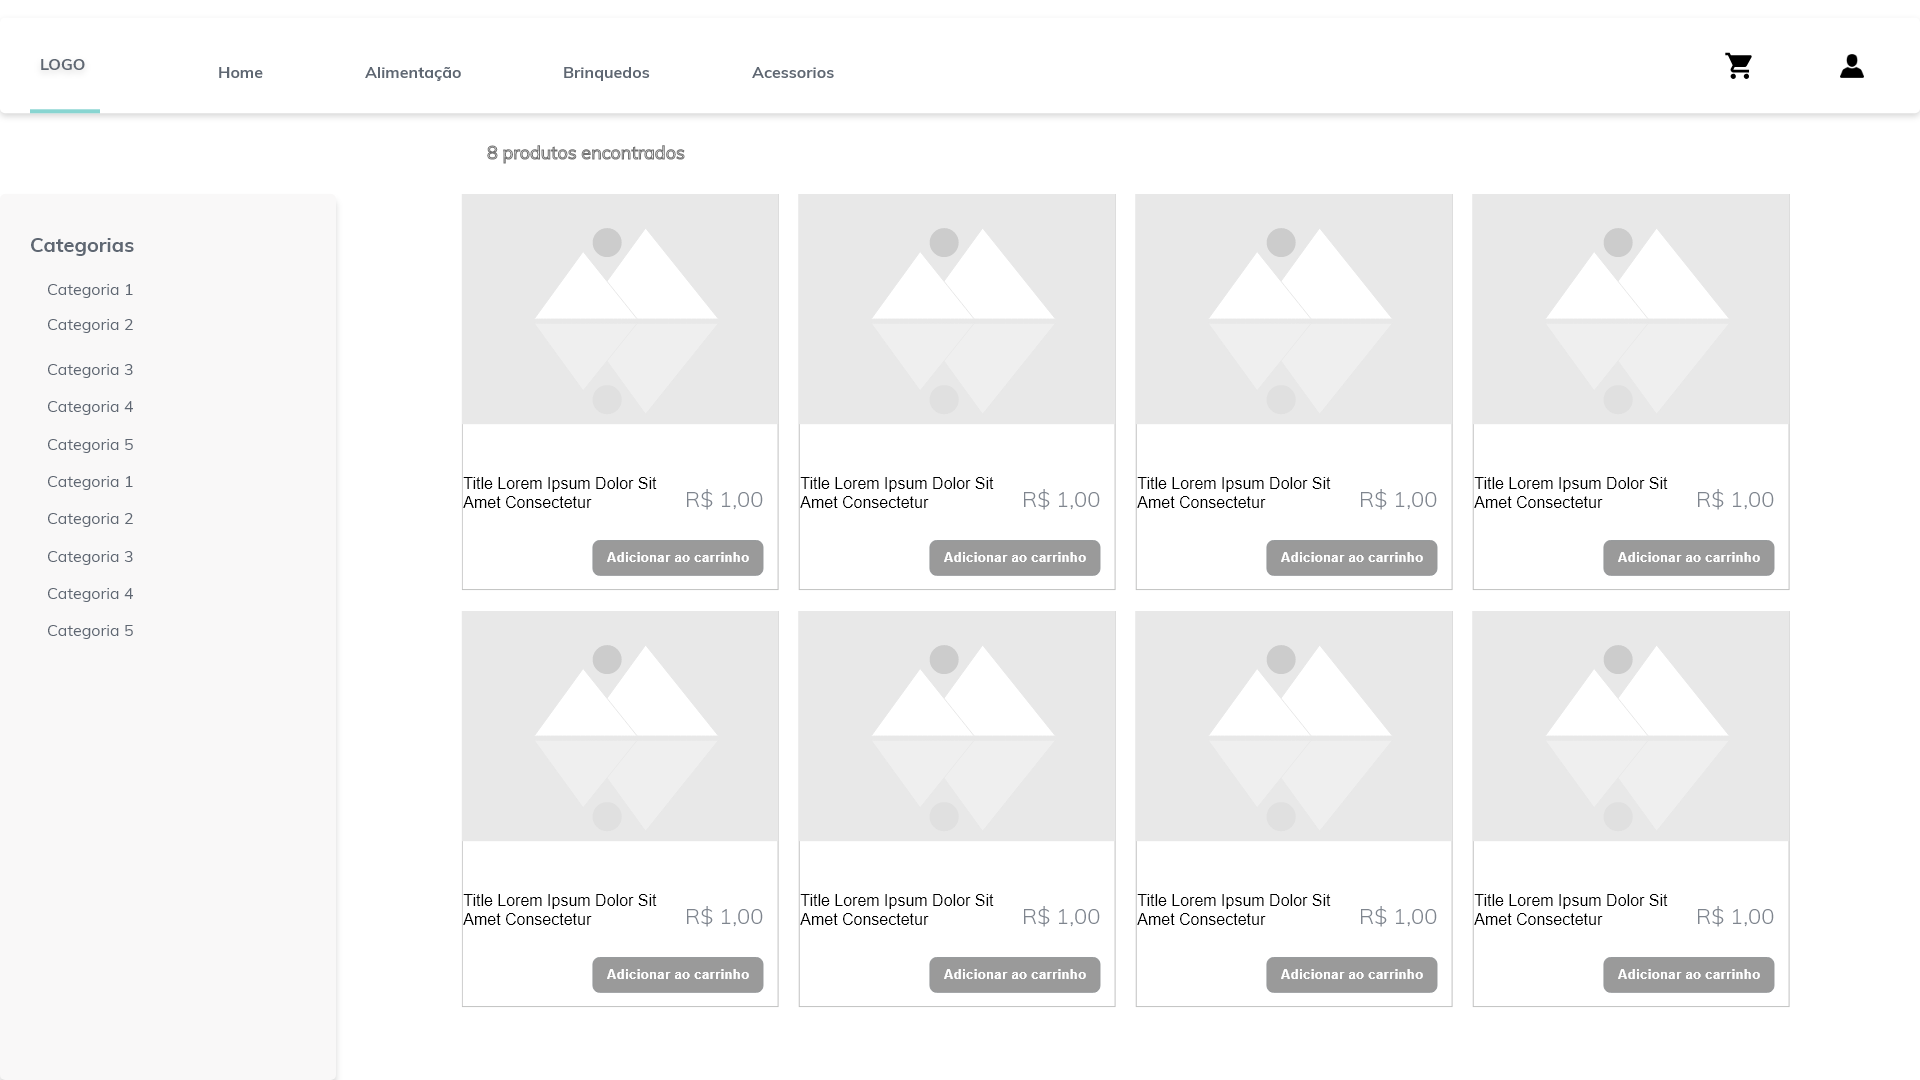 LOGO
Home
Alimentação
Brinquedos
Acessorios
8 produtos encontrados
Categorias
Categoria 1
Categoria 2
Categoria 3
Categoria 4
Categoria 5
Categoria 1
Categoria 2
Categoria 3
Categoria 4
Categoria 5
Title Lorem Ipsum Dolor Sit
Amet Consectetur
R$ 1,00
Adicionar ao carrinho
Title Lorem Ipsum Dolor Sit
Amet Consectetur
R$ 1,00
Adicionar ao carrinho
Title Lorem Ipsum Dolor Sit
Amet Consectetur
R$ 1,00
Adicionar ao carrinho
Title Lorem Ipsum Dolor Sit
Amet Consectetur
R$ 1,00
Adicionar ao carrinho
Title Lorem Ipsum Dolor Sit
Amet Consectetur
R$ 1,00
Adicionar ao carrinho
Title Lorem Ipsum Dolor Sit
Amet Consectetur
R$ 1,00
Adicionar ao carrinho
Title Lorem Ipsum Dolor Sit
Amet Consectetur
R$ 1,00
Adicionar ao carrinho
Title Lorem Ipsum Dolor Sit
Amet Consectetur
R$ 1,00
Adicionar ao carrinho